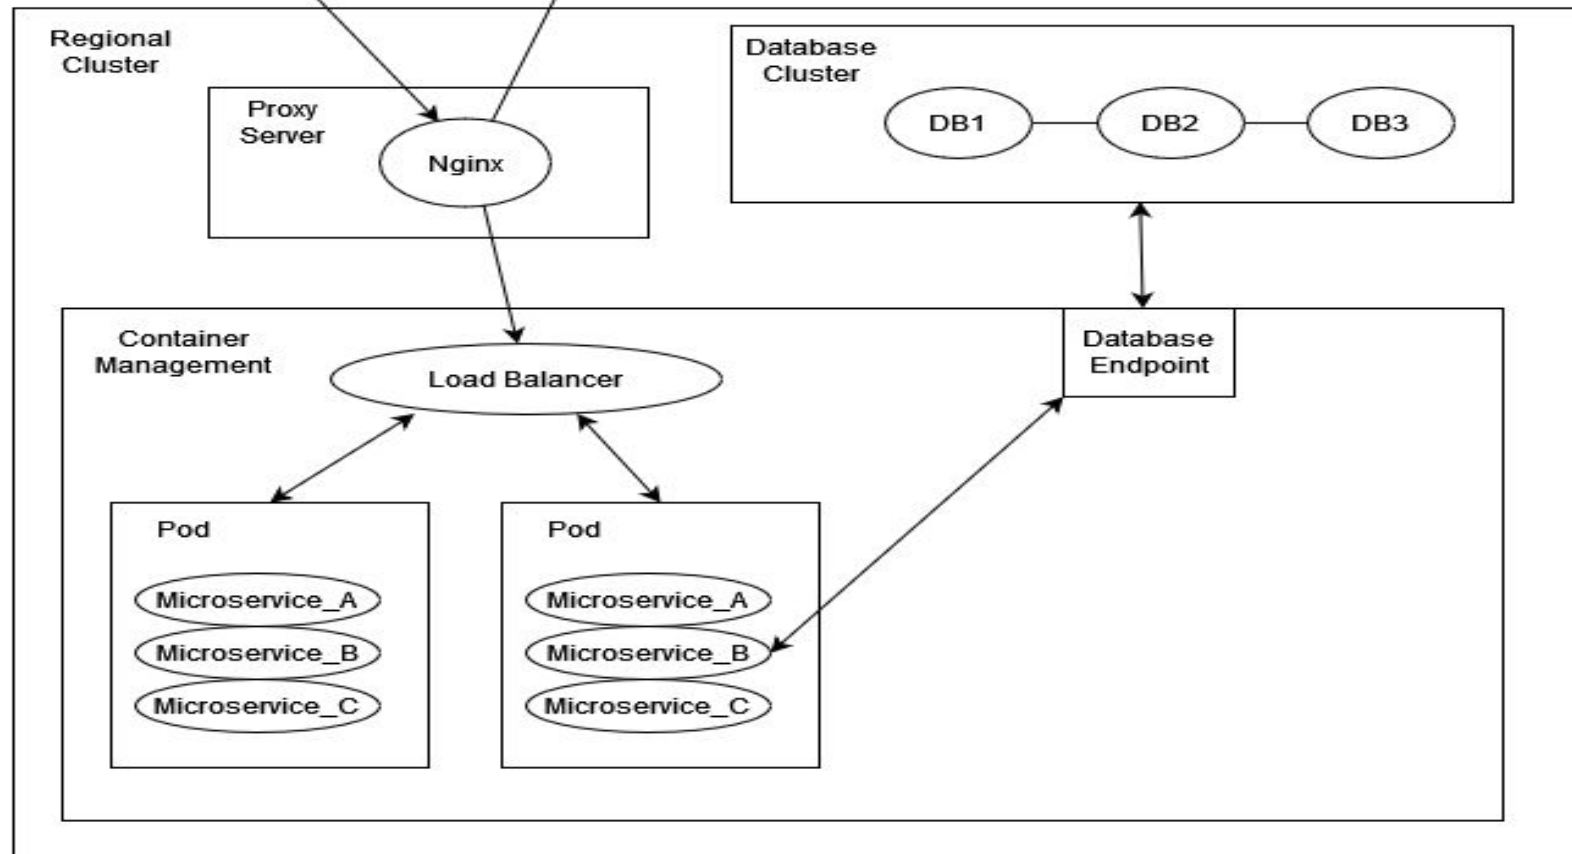 Regional
Cluster
Proxy
Server
Nginx
Database
Cluster
DB1
DB2
DB3
Container
Management
Load Balancer
Database
Endpoint
Pod
Microservice_A
Microservice_B
Microservice_C
Pod
Microservice_A
Microservice_B
Microservice_C